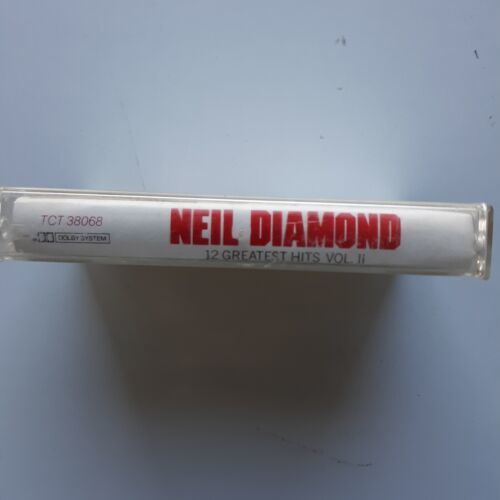 TCT 38068
DOLBY SYSTEM
NEIL DIAMOND
12 GREATEST HITS VOL. II